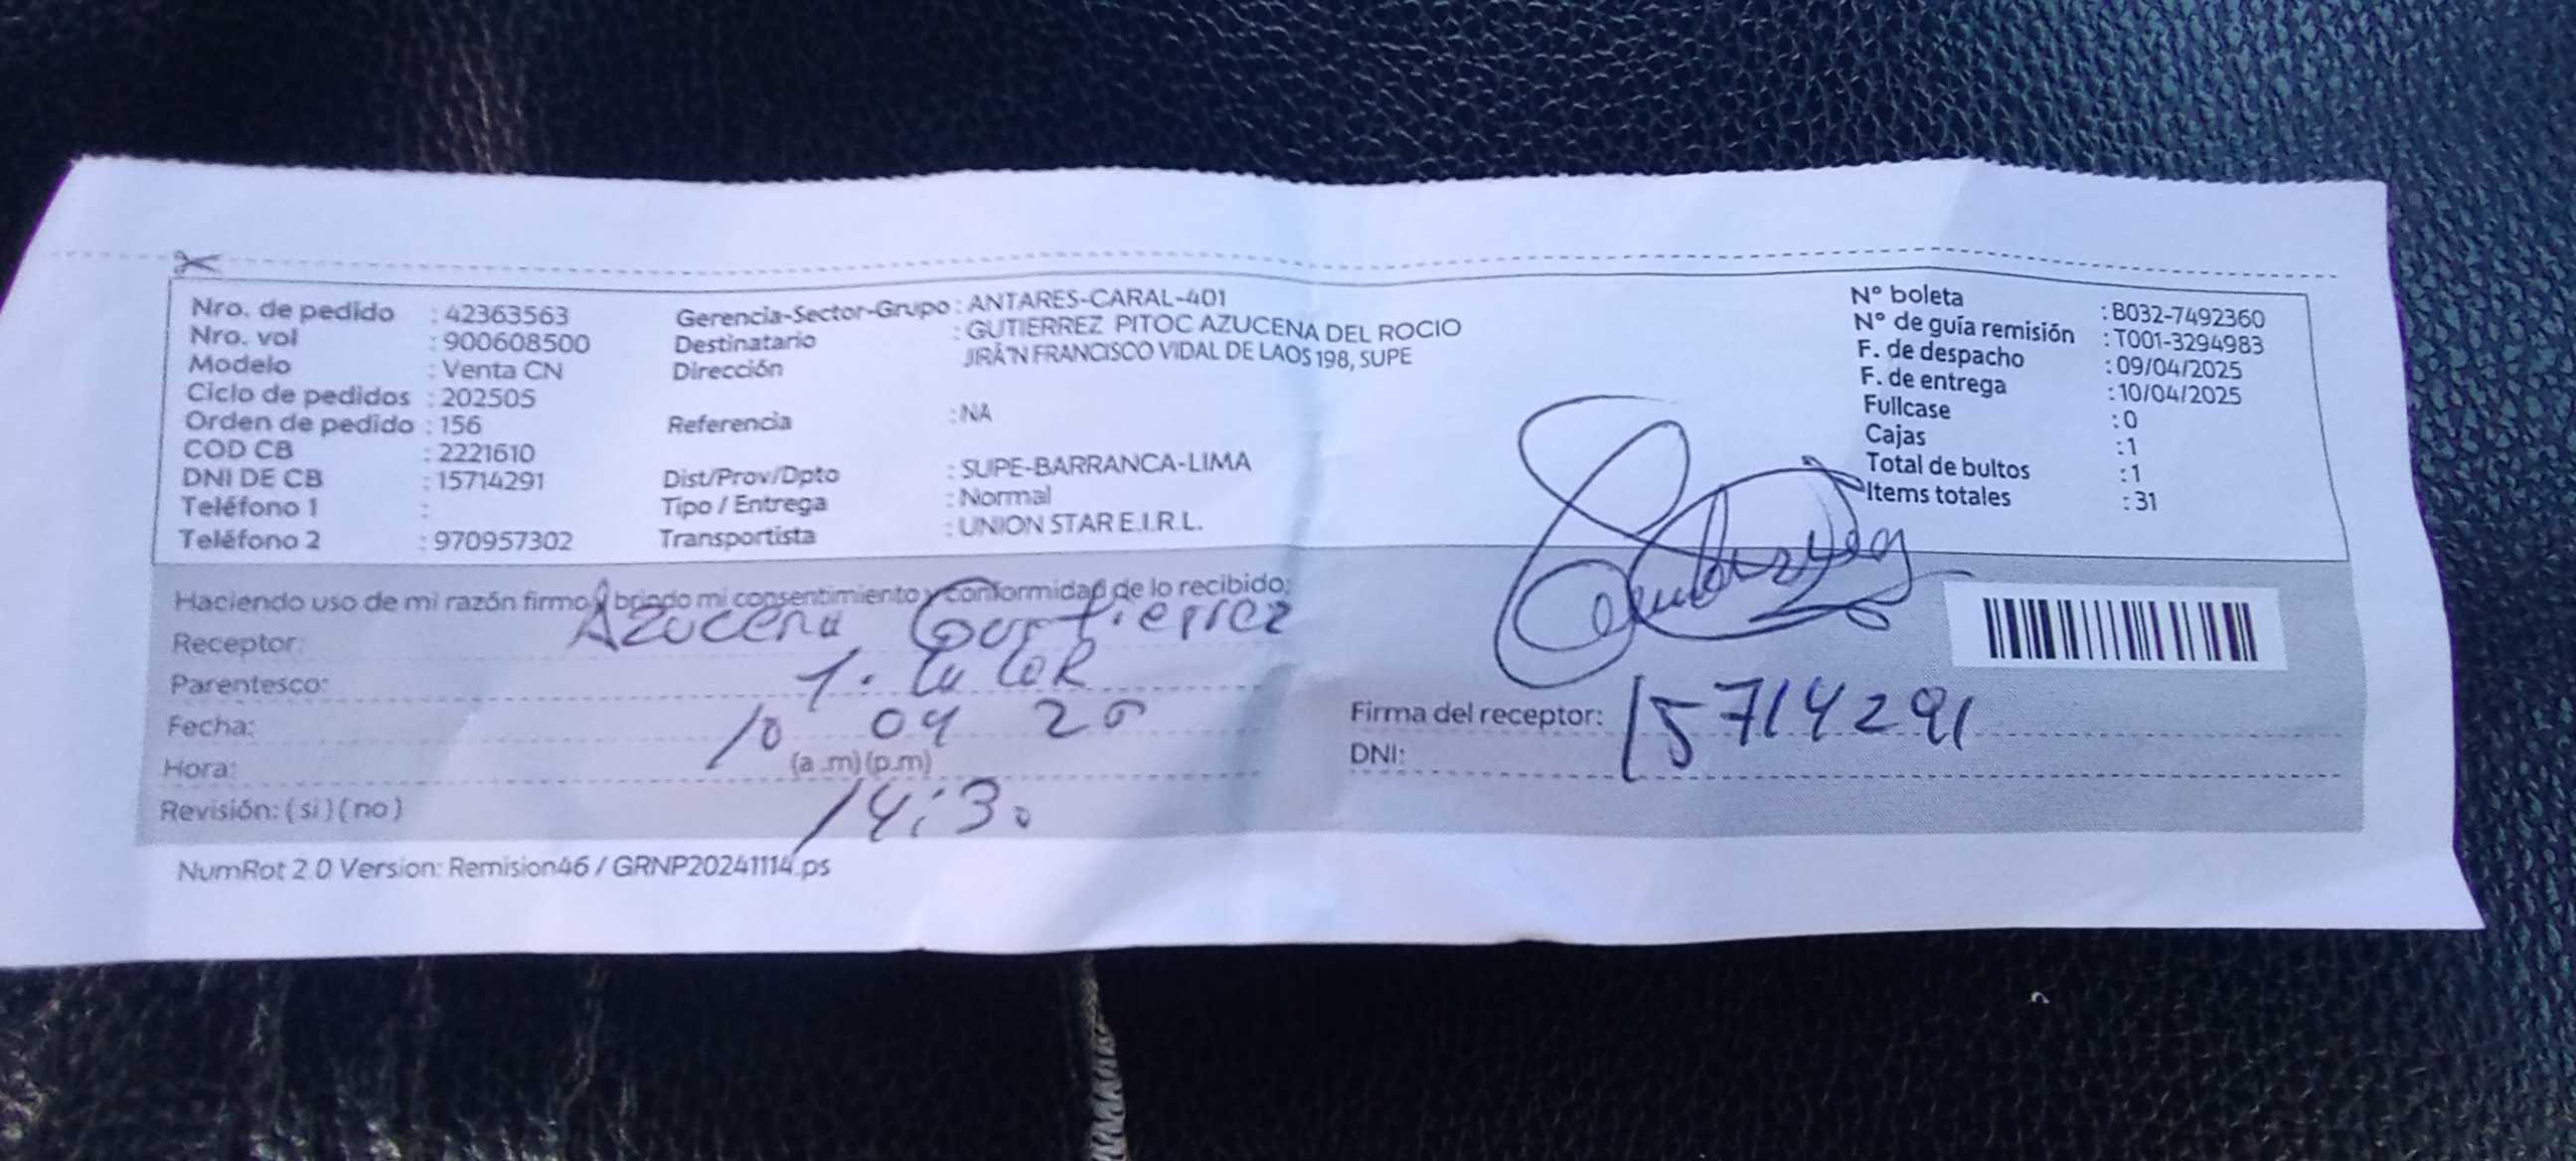 Nro. de pedido : 42363563
Nro. vol : 900608500
Modelo : Venta CN
Ciclo de pedidos : 202505
Orden de pedido : 156
COD CB : 2221610
DNI DE CB : 15714291
Teléfono 1 :
Teléfono 2 : 970957302
Gerencia-Sector-Grupo : ANTARES-CARAL-401
Destinatario : GUTIERREZ PITOC AZUCENA DEL ROCIO
Dirección JIRÃ"N FRANCISCO VIDAL DE LAOS 198, SUPE
Referencia : NA
Dist/Prov/Dpto : SUPE-BARRANCA-LIMA
Tipo / Entrega : Normal
Transportista : UNION STAR E.I.R.L.
N° boleta : B032-7492360
N° de guía remisión : T001-3294983
F. de despacho : 09/04/2025
F. de entrega : 10/04/2025
Fullcase : 0
Cajas : 1
Total de bultos : 1
Items totales : 31
Haciendo uso de mi razón firmo y brindo mi consentimiento y conformidad de lo recibido:
Receptor: Azucena Gutierrez
Parentesco:
Fecha: 10 04 25
Hora: (a .m) (p.m)
Revisión: ( si ) ( no ) 14:30
Firma del receptor:
DNI: 15714291
NumRot 2.0 Version: Remision46 / GRNP20241114.ps